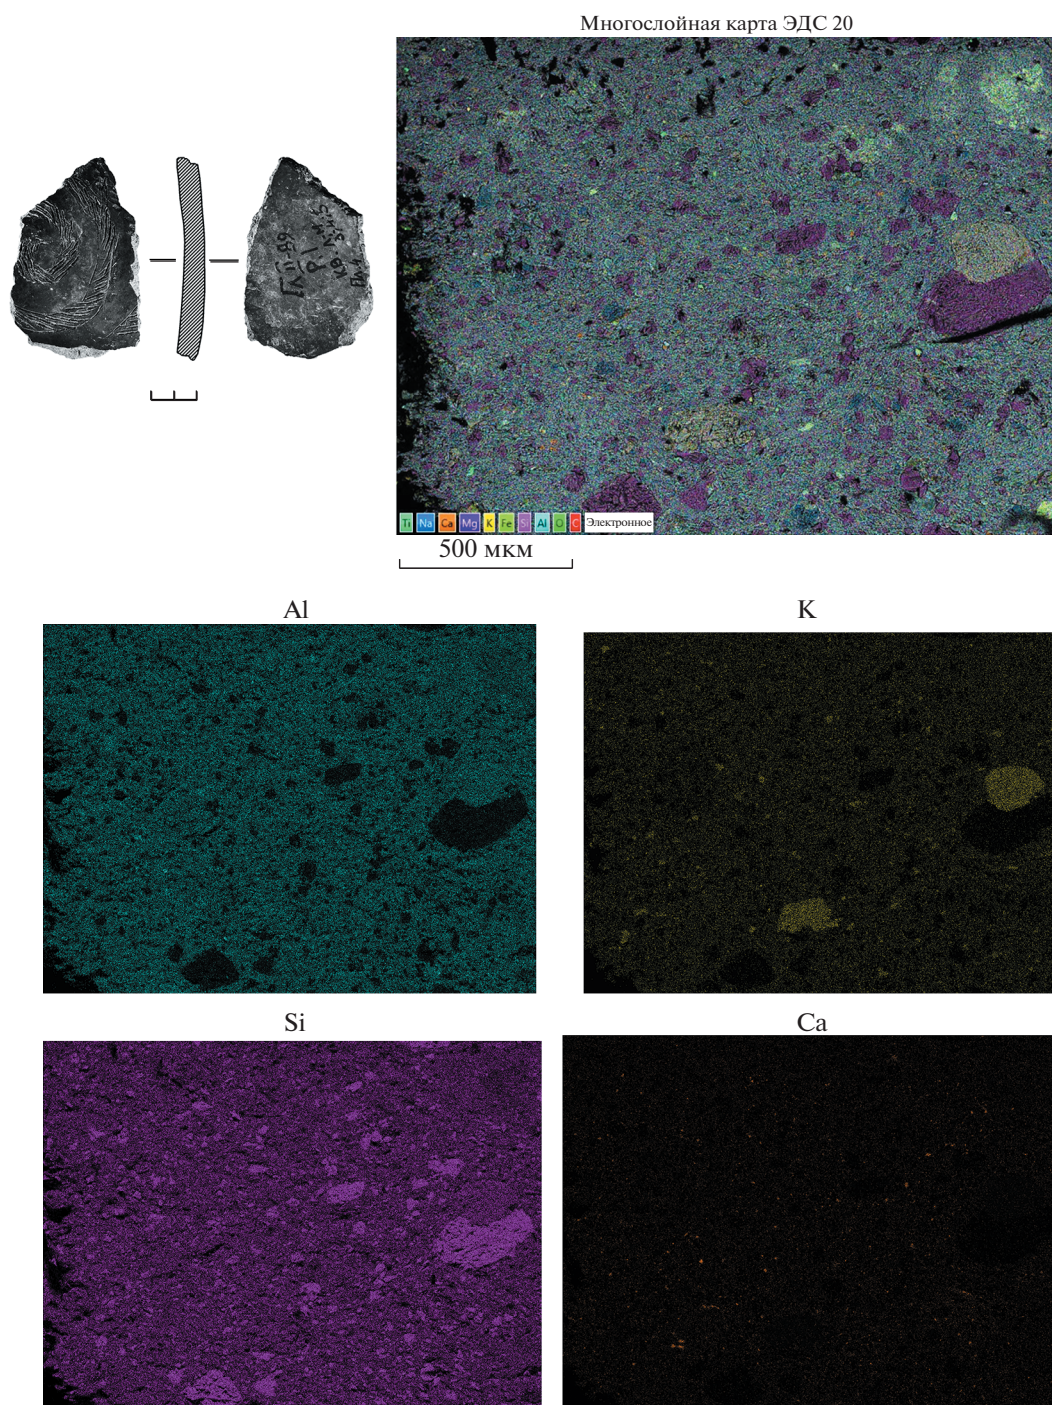 Многослойная карта ЭДС 20
Ti Na Ca Mg K Fe Si Al O C Электронное
500 мкм
Al
K
Si
Ca